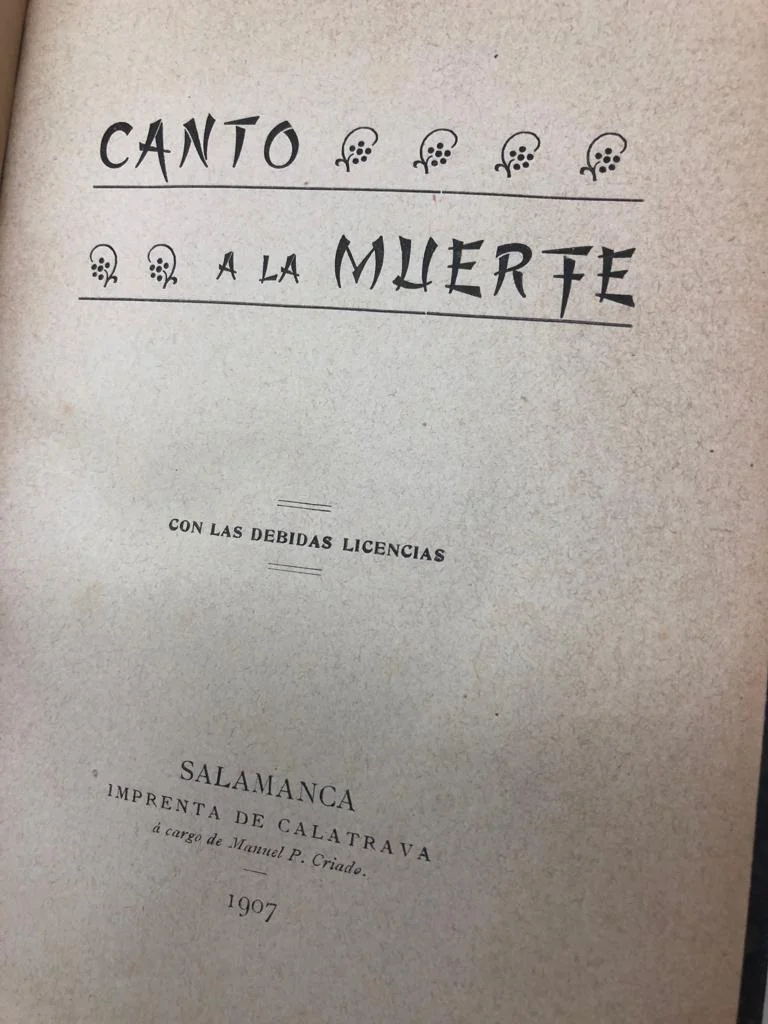 CANTO
A LA MUERTE
CON LAS DEBIDAS LICENCIAS
SALAMANCA
IMPRENTA DE CALATRAVA
á cargo de Manuel P. Criado.
1907